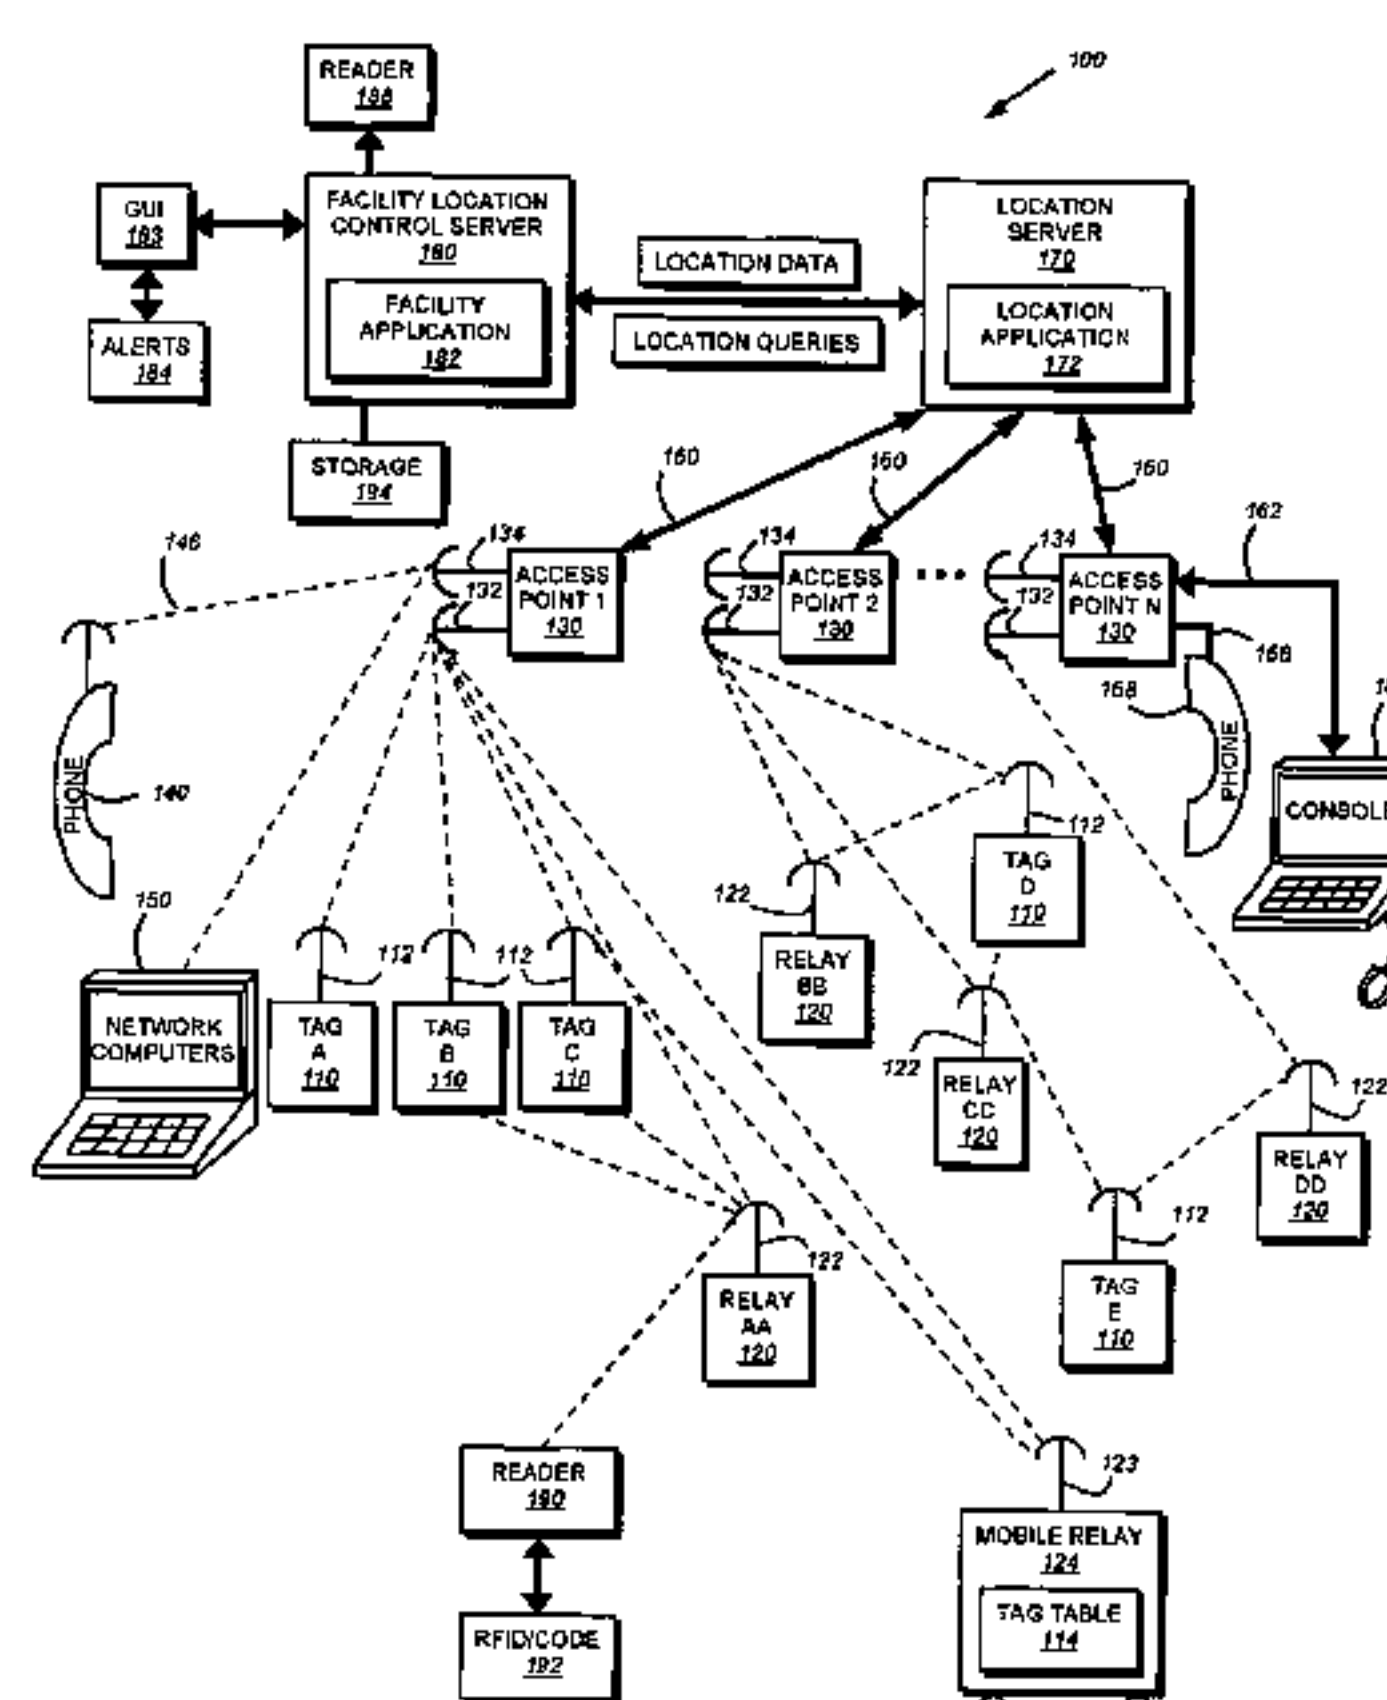 100
READER
188
FACILITY LOCATION
CONTROL SERVER
180
FACILITY
APPLICATION
182
GUI
183
ALERTS
184
STORAGE
194
LOCATION DATA
LOCATION QUERIES
LOCATION
SERVER
170
LOCATION
APPLICATION
172
160
160
160
162
146
134
132
ACCESS
POINT 1
130
134
132
ACCESS
POINT 2
130
134
132
ACCESS
POINT N
130
168
168
PHONE
140
PHONE
CONSOLE
112
TAG
D
110
122
RELAY
BB
120
150
NETWORK
COMPUTERS
112
112
TAG
A
110
TAG
B
110
TAG
C
110
122
RELAY
CC
120
122
RELAY
DD
120
112
TAG
E
110
122
RELAY
AA
120
READER
190
RFID/CODE
192
123
MOBILE RELAY
124
TAG TABLE
114